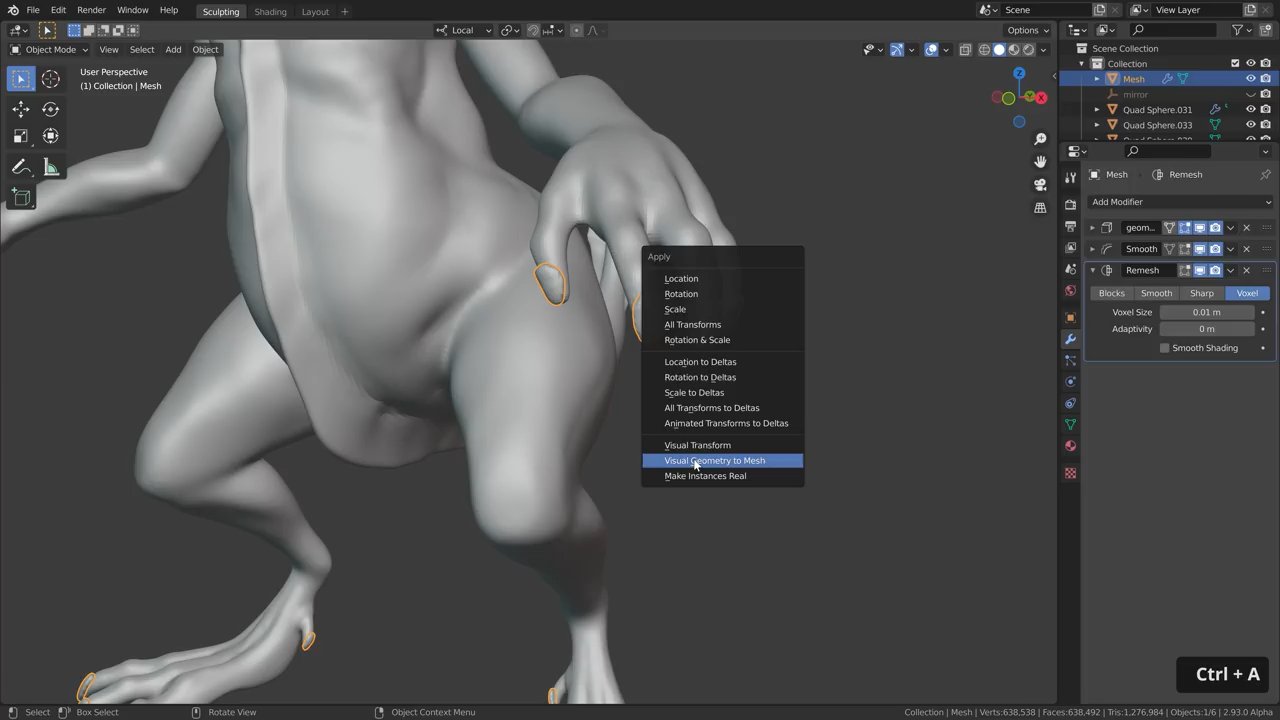 File Edit Render Window Help
Sculpting Shading Layout +
Scene
View Layer
Local
Options
Object Mode View Select Add Object
User Perspective
(1) Collection | Mesh
Z
Y
X
Scene Collection
Collection
Mesh
mirror
Quad Sphere.031
Quad Sphere.033
Mesh > Remesh
Add Modifier
geom...
Smooth
Remesh
Blocks Smooth Sharp Voxel
Voxel Size 0.01 m
Adaptivity 0 m
Smooth Shading
Apply
Location
Rotation
Scale
All Transforms
Rotation & Scale
Location to Deltas
Rotation to Deltas
Scale to Deltas
All Transforms to Deltas
Animated Transforms to Deltas
Visual Transform
Visual Geometry to Mesh
Make Instances Real
Ctrl + A
Select Box Select Rotate View Object Context Menu
Collection | Mesh | Verts:638,538 | Faces:638,492 | Tris:1,276,984 | Objects:1/6 | 2.93.0 Alpha